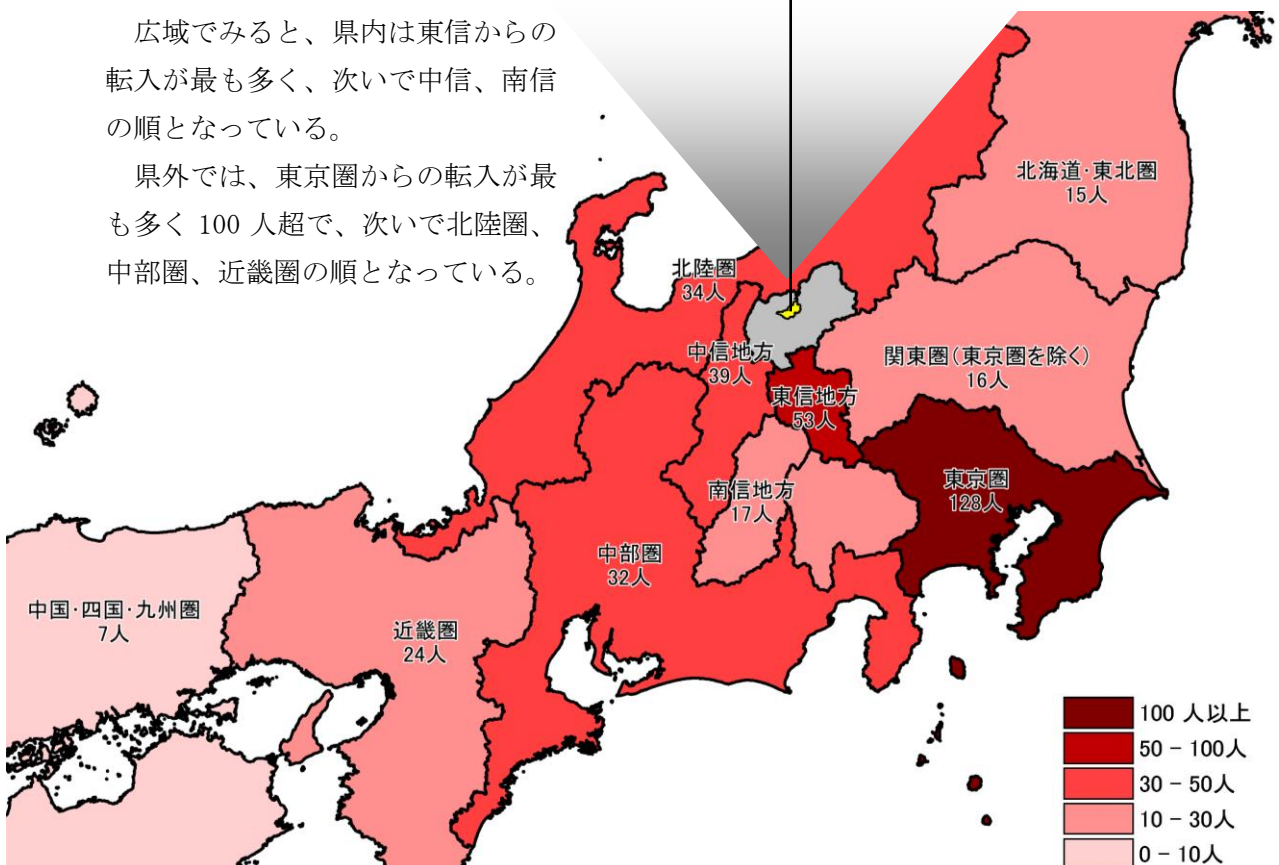 広域でみると、県内は東信からの
転入が最も多く、次いで中信、南信
の順となっている。
県外では、東京圏からの転入が最
も多く 100 人超で、次いで北陸圏、
中部圏、近畿圏の順となっている。
北海道・東北圏
15人
北陸圏
34人
中信地方
39人
関東圏(東京圏を除く)
16人
東信地方
53人
東京圏
128人
南信地方
17人
中部圏
32人
中国・四国・九州圏
7人
近畿圏
24人
100 人以上
50 - 100人
30 - 50人
10 - 30人
0 - 10人